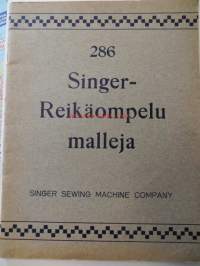 286
Singer-
Reikäompelu
malleja
SINGER SEWING MACHINE COMPANY